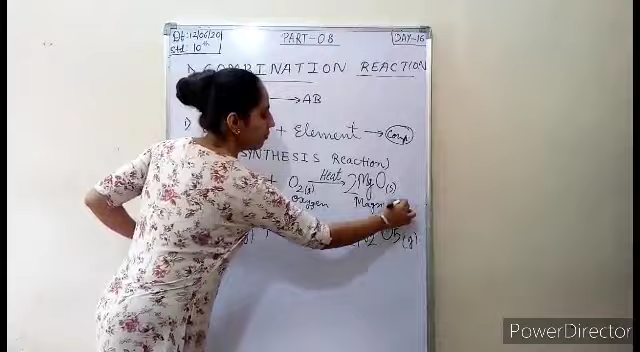 Dt: 12/06/20
Std: 10th
PART-08
DAY-16
COMBINATION REACTION
→ AB
1) + Element → Comp
SYNTHESIS Reaction)
+ O2(g) Heat → 2MgO(s)
Oxygen Magn
O5(g)
PowerDirector